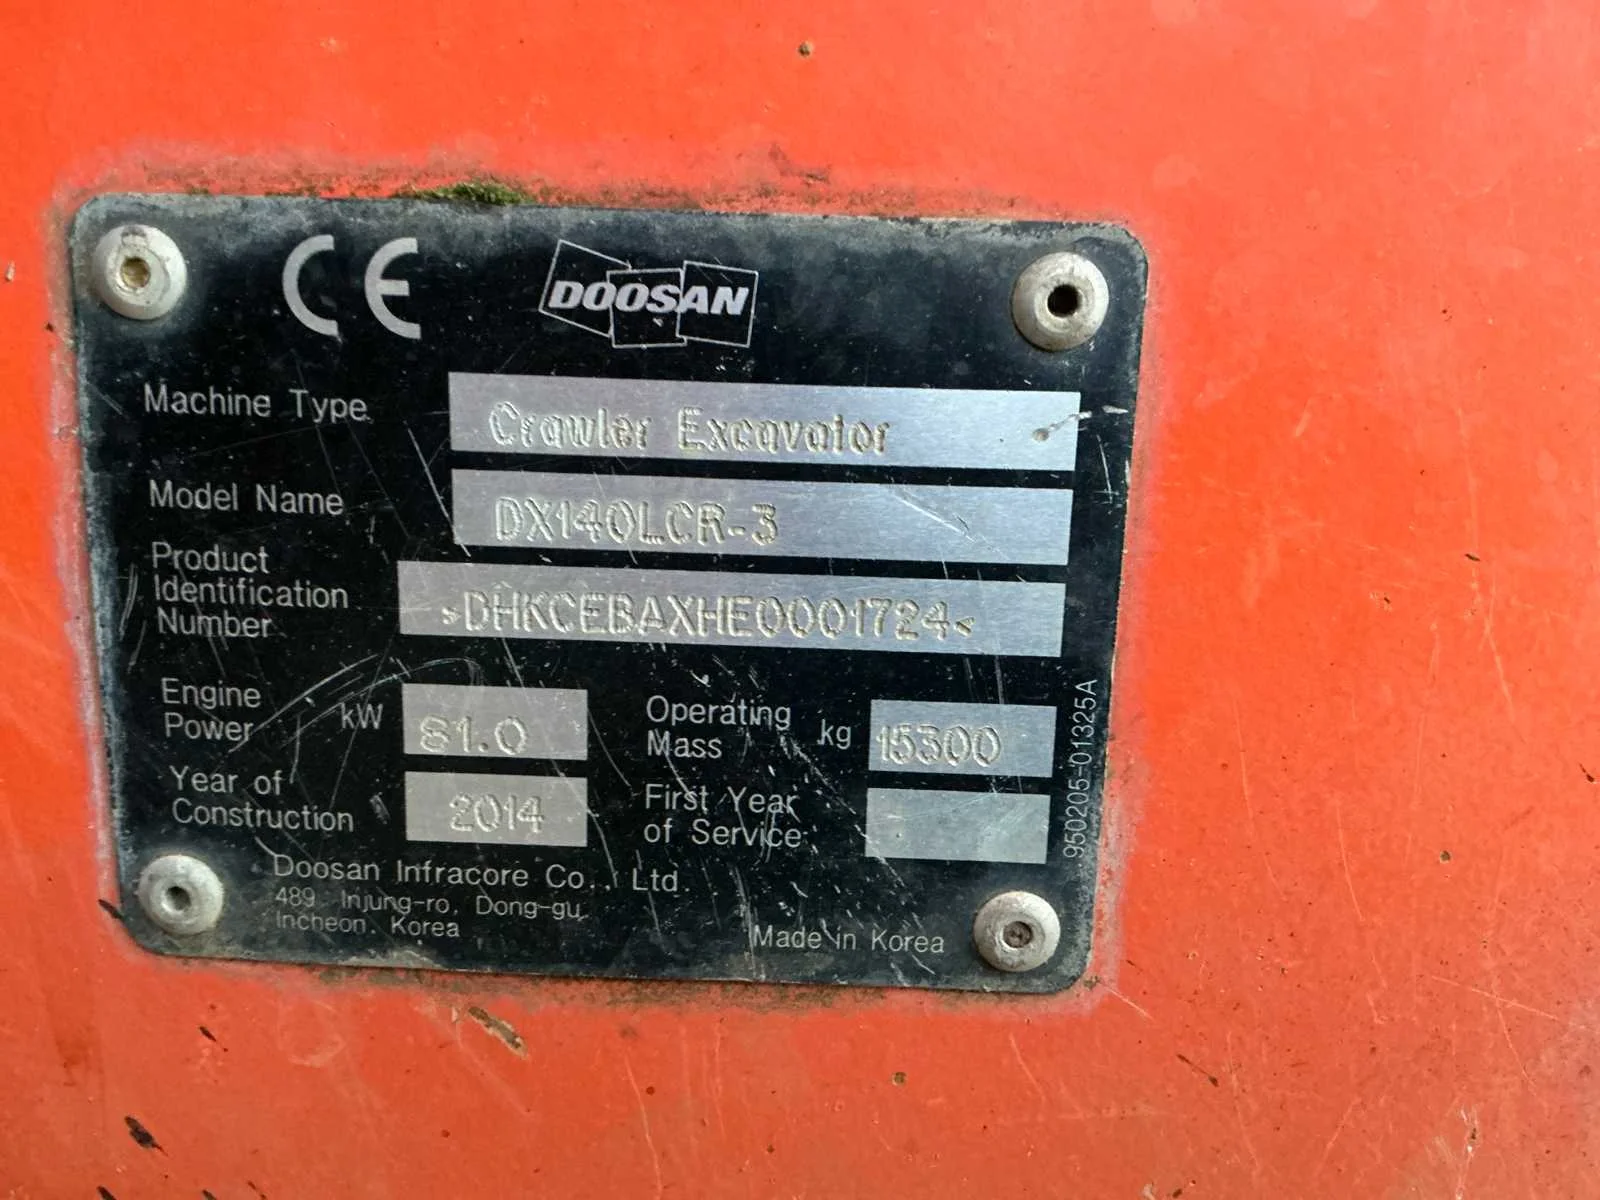 CE DOOSAN
Machine Type Crawler Excavator
Model Name DX140LCR-3
Product
Identification
Number *DHKCEBAXHE0001724*
Engine
Power kW 81.0
Operating
Mass kg 15300
Year of
Construction 2014
First Year
of Service
Doosan Infracore Co., Ltd.
489, Injung-ro, Dong-gu,
Incheon, Korea
Made in Korea
950205-01325A